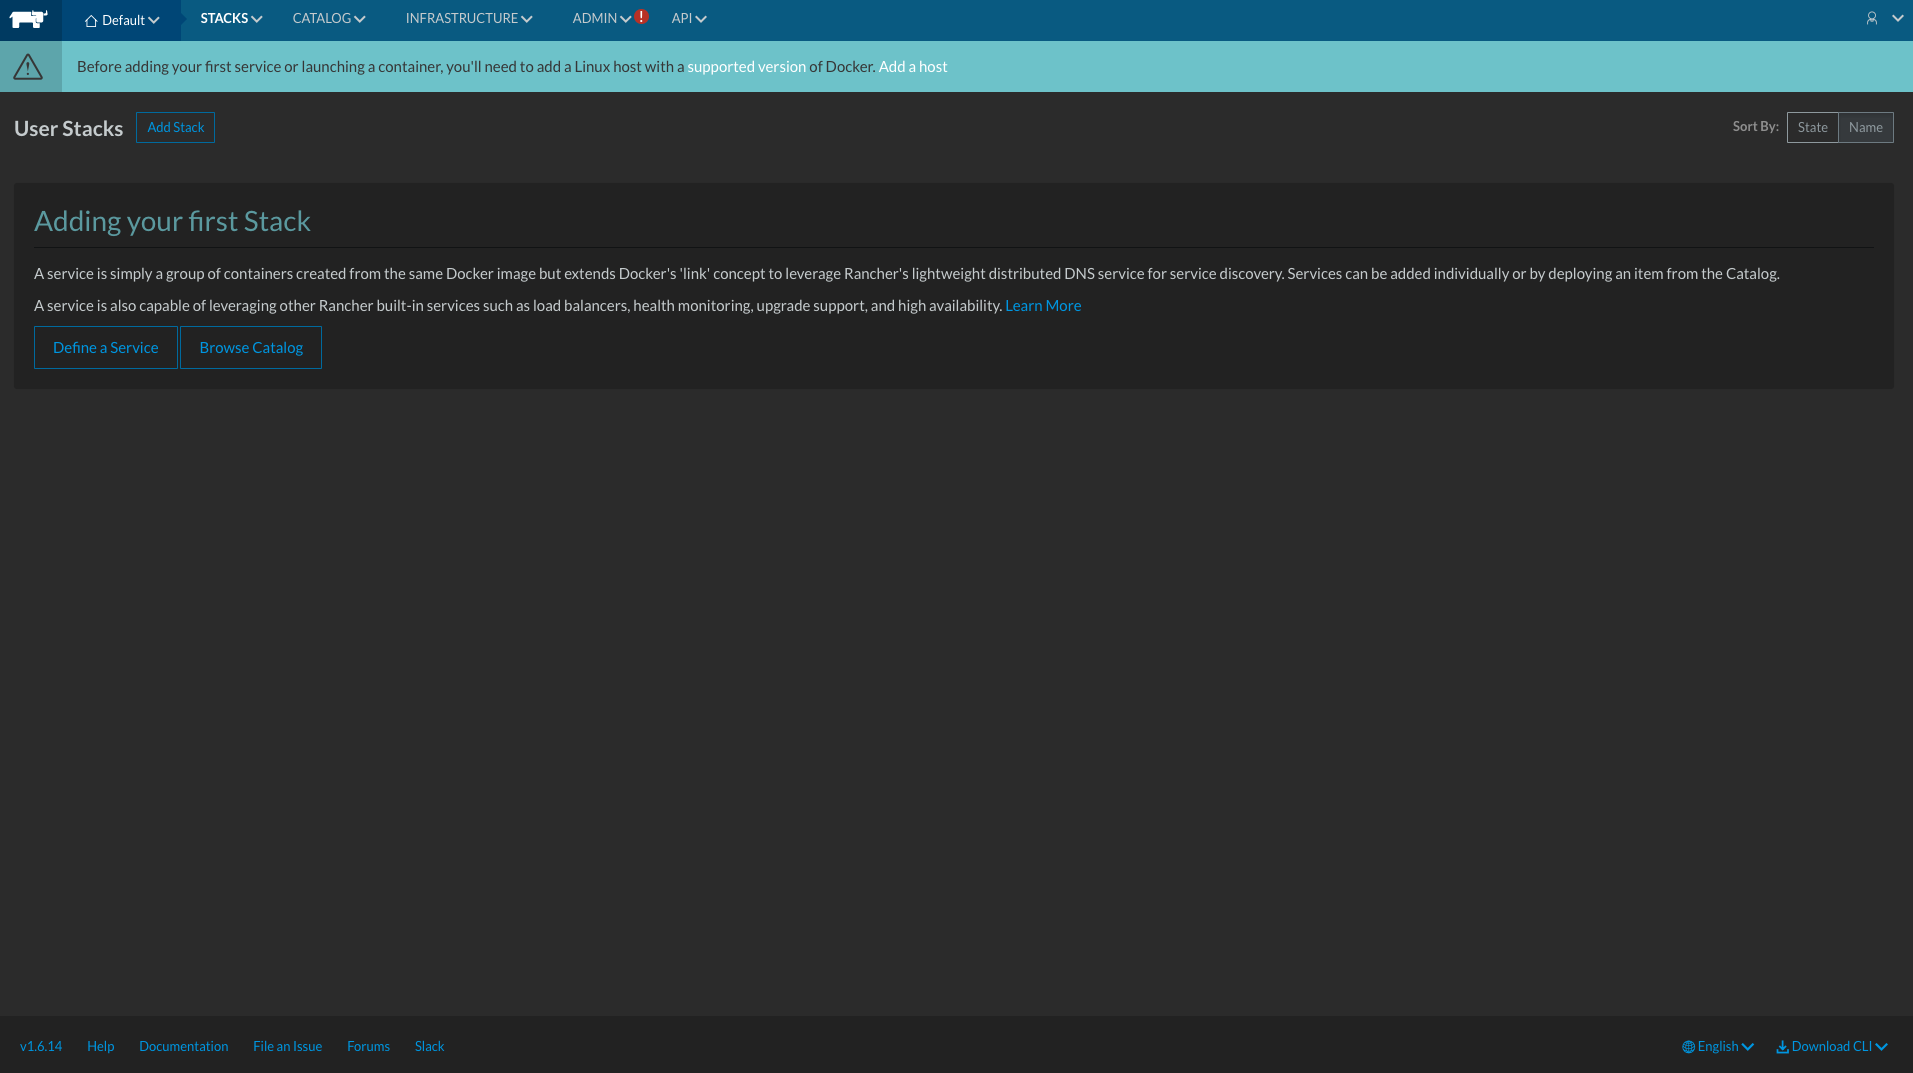 Default STACKS CATALOG INFRASTRUCTURE ADMIN ! API
Before adding your first service or launching a container, you'll need to add a Linux host with a supported version of Docker. Add a host
User Stacks Add Stack Sort By: State Name
Adding your first Stack
A service is simply a group of containers created from the same Docker image but extends Docker's 'link' concept to leverage Rancher's lightweight distributed DNS service for service discovery. Services can be added individually or by deploying an item from the Catalog.
A service is also capable of leveraging other Rancher built-in services such as load balancers, health monitoring, upgrade support, and high availability. Learn More
Define a Service Browse Catalog
v1.6.14 Help Documentation File an Issue Forums Slack English Download CLI